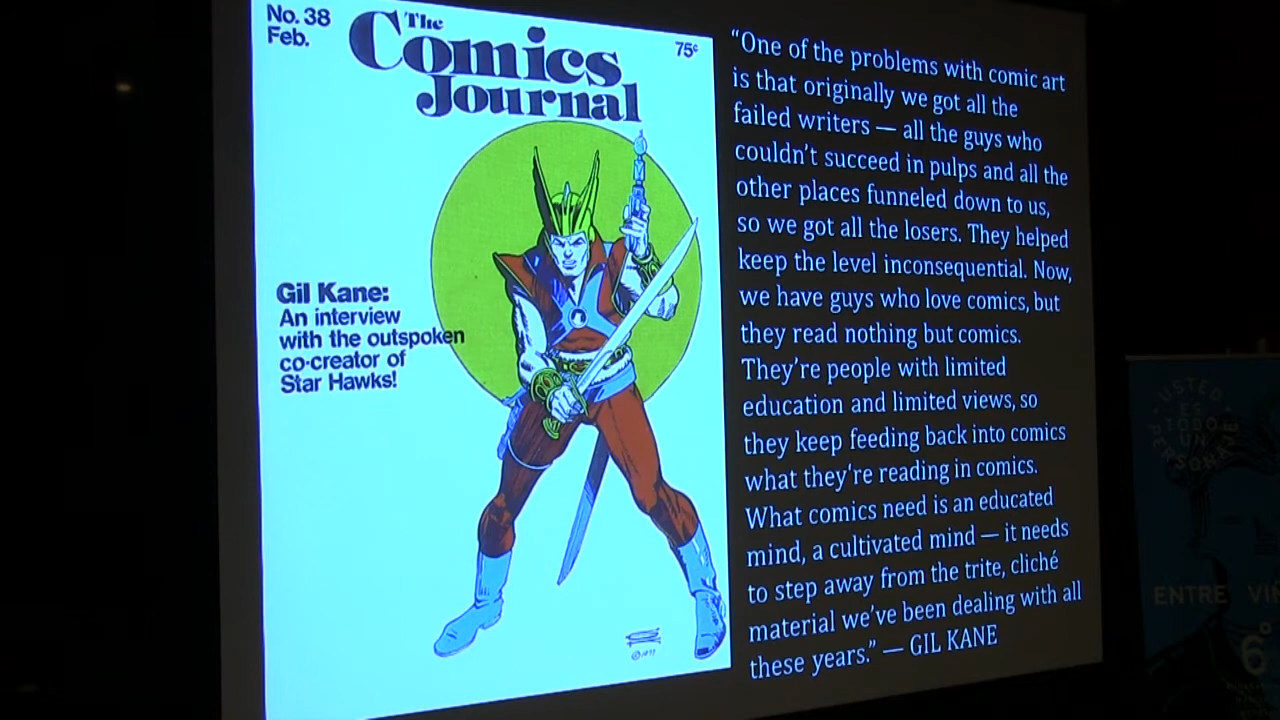 No. 38
Feb.
The
Comics
Journal
75¢
Gil Kane:
An interview
with the outspoken
co-creator of
Star Hawks!
©1977
“One of the problems with comic art
is that originally we got all the
failed writers — all the guys who
couldn’t succeed in pulps and all the
other places funneled down to us,
so we got all the losers. They helped
keep the level inconsequential. Now,
we have guys who love comics, but
they read nothing but comics.
They’re people with limited
education and limited views, so
they keep feeding back into comics
what they’re reading in comics.
What comics need is an educated
mind, a cultivated mind — it needs
to step away from the trite, cliché
material we’ve been dealing with all
these years.” — GIL KANE
USTED
ES
TODO
UN
PERSONAJE
ENTRE
6°